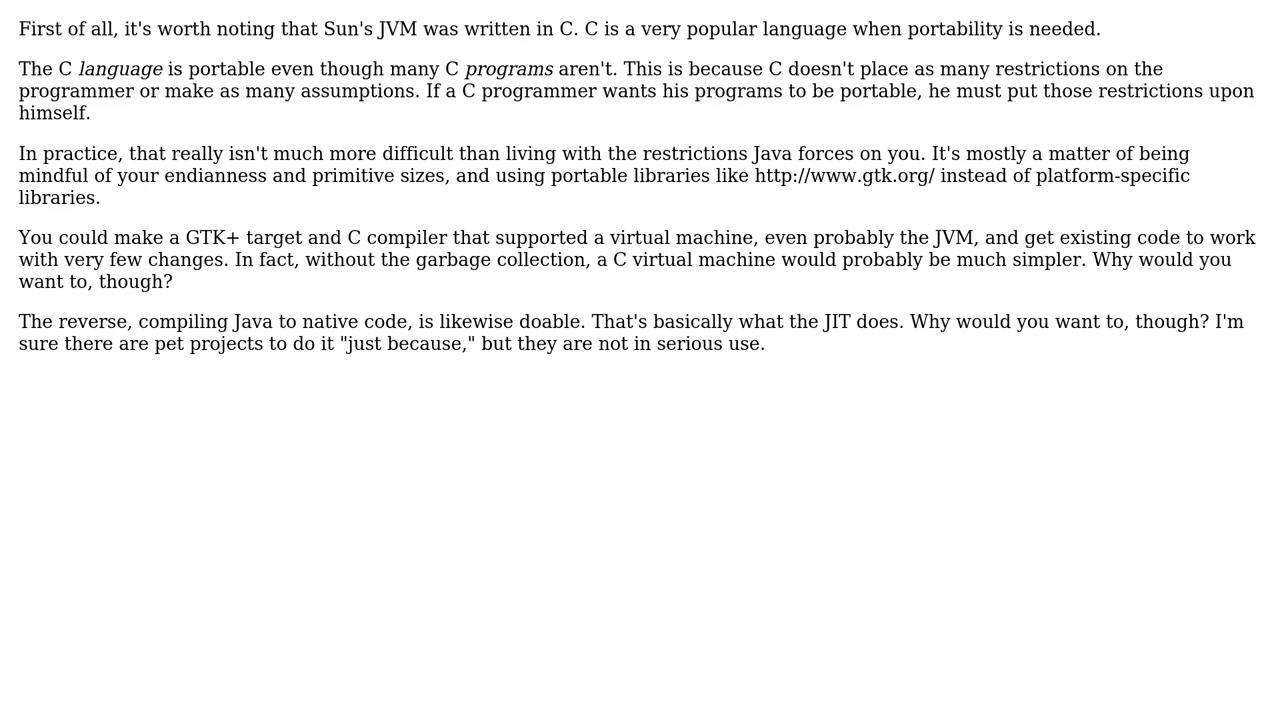 First of all, it's worth noting that Sun's JVM was written in C. C is a very popular language when portability is needed.
The C language is portable even though many C programs aren't. This is because C doesn't place as many restrictions on the
programmer or make as many assumptions. If a C programmer wants his programs to be portable, he must put those restrictions upon
himself.
In practice, that really isn't much more difficult than living with the restrictions Java forces on you. It's mostly a matter of being
mindful of your endianness and primitive sizes, and using portable libraries like http://www.gtk.org/ instead of platform-specific
libraries.
You could make a GTK+ target and C compiler that supported a virtual machine, even probably the JVM, and get existing code to work
with very few changes. In fact, without the garbage collection, a C virtual machine would probably be much simpler. Why would you
want to, though?
The reverse, compiling Java to native code, is likewise doable. That's basically what the JIT does. Why would you want to, though? I'm
sure there are pet projects to do it "just because," but they are not in serious use.